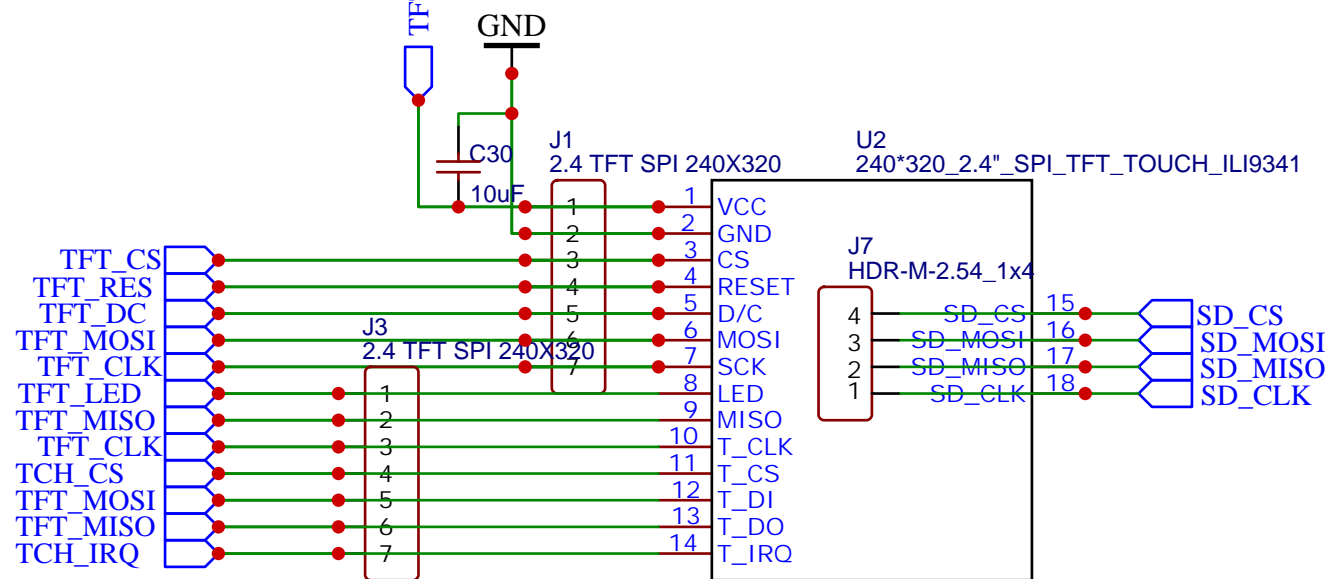 TF
GND
C30
10uF
J1
2.4 TFT SPI 240X320
U2
240*320_2.4"_SPI_TFT_TOUCH_ILI9341
1 1 VCC
2 2 GND
TFT_CS 3 3 CS
TFT_RES 4 4 RESET
TFT_DC 5 5 D/C
TFT_MOSI 6 6 MOSI
TFT_CLK 7 7 SCK
J3
2.4 TFT SPI 240X320
TFT_LED 1 8 LED
TFT_MISO 2 9 MISO
TFT_CLK 3 10 T_CLK
TCH_CS 4 11 T_CS
TFT_MOSI 5 12 T_DI
TFT_MISO 6 13 T_DO
TCH_IRQ 7 14 T_IRQ
J7
HDR-M-2.54_1x4
4 SD_CS 15 SD_CS
3 SD_MOSI 16 SD_MOSI
2 SD_MISO 17 SD_MISO
1 SD_CLK 18 SD_CLK